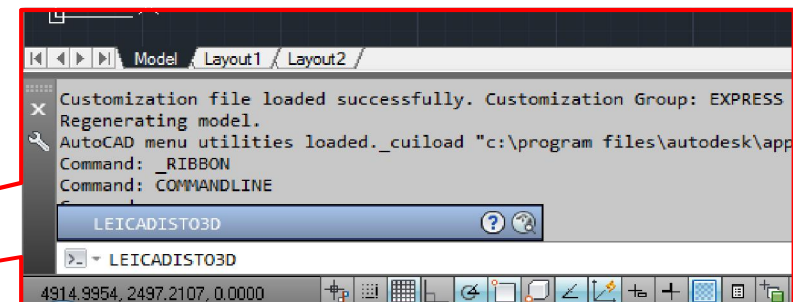 Model Layout1 Layout2
Customization file loaded successfully. Customization Group: EXPRESS
Regenerating model.
AutoCAD menu utilities loaded._cuiload "c:\program files\autodesk\app
Command: _RIBBON
Command: COMMANDLINE
LEICADISTO3D
LEICADISTO3D
4914.9954, 2497.2107, 0.0000